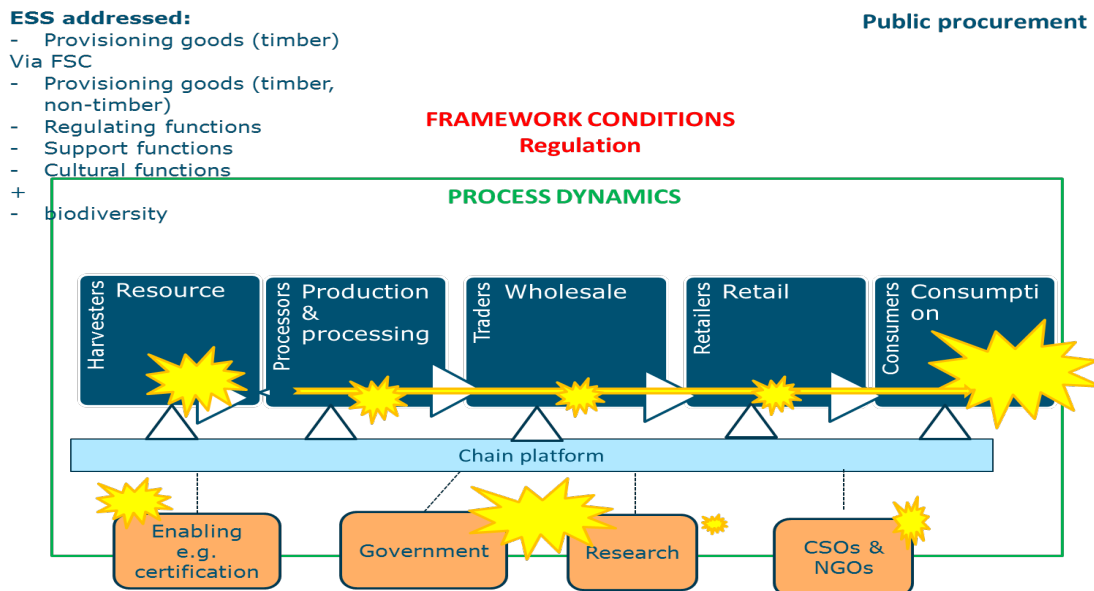 ESS addressed:
- Provisioning goods (timber)
Via FSC
- Provisioning goods (timber,
non-timber)
- Regulating functions
- Support functions
- Cultural functions
+
- biodiversity
Public procurement
FRAMEWORK CONDITIONS
Regulation
PROCESS DYNAMICS
Harvesters
Resource
Processors
Production
&
processing
Traders
Wholesale
Retailers
Retail
Consumers
Consumpti
on
Chain platform
Enabling
e.g.
certification
Government
Research
CSOs &
NGOs